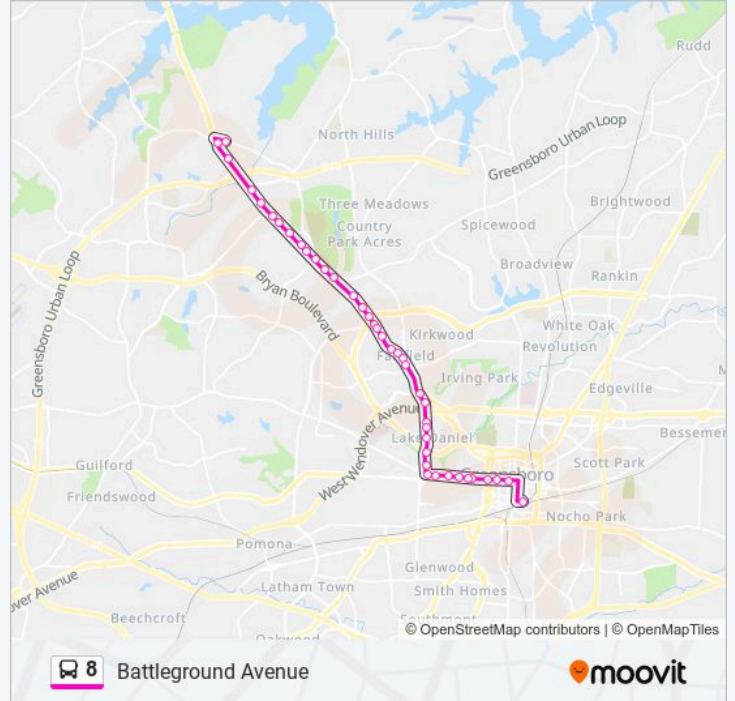 Rudd
North Hills
Greensboro Urban Loop
Three Meadows
Country
Park Acres
Brightwood
Spicewood
Broadview
Rankin
Greensboro Urban Loop
Bryan Boulevard
White Oak
Revolution
Kirkwood
Irving Park
Edgeville
West Wendover Avenue
Lake Daniel
Bessemer
Guilford
Friendswood
Greensboro
Scott Park
Nocho Park
Pomona
Glenwood
Latham Town
Smith Homes
over Avenue
Beechcroft
© OpenStreetMap contributors | © OpenMapTiles
8 Battleground Avenue
moovit